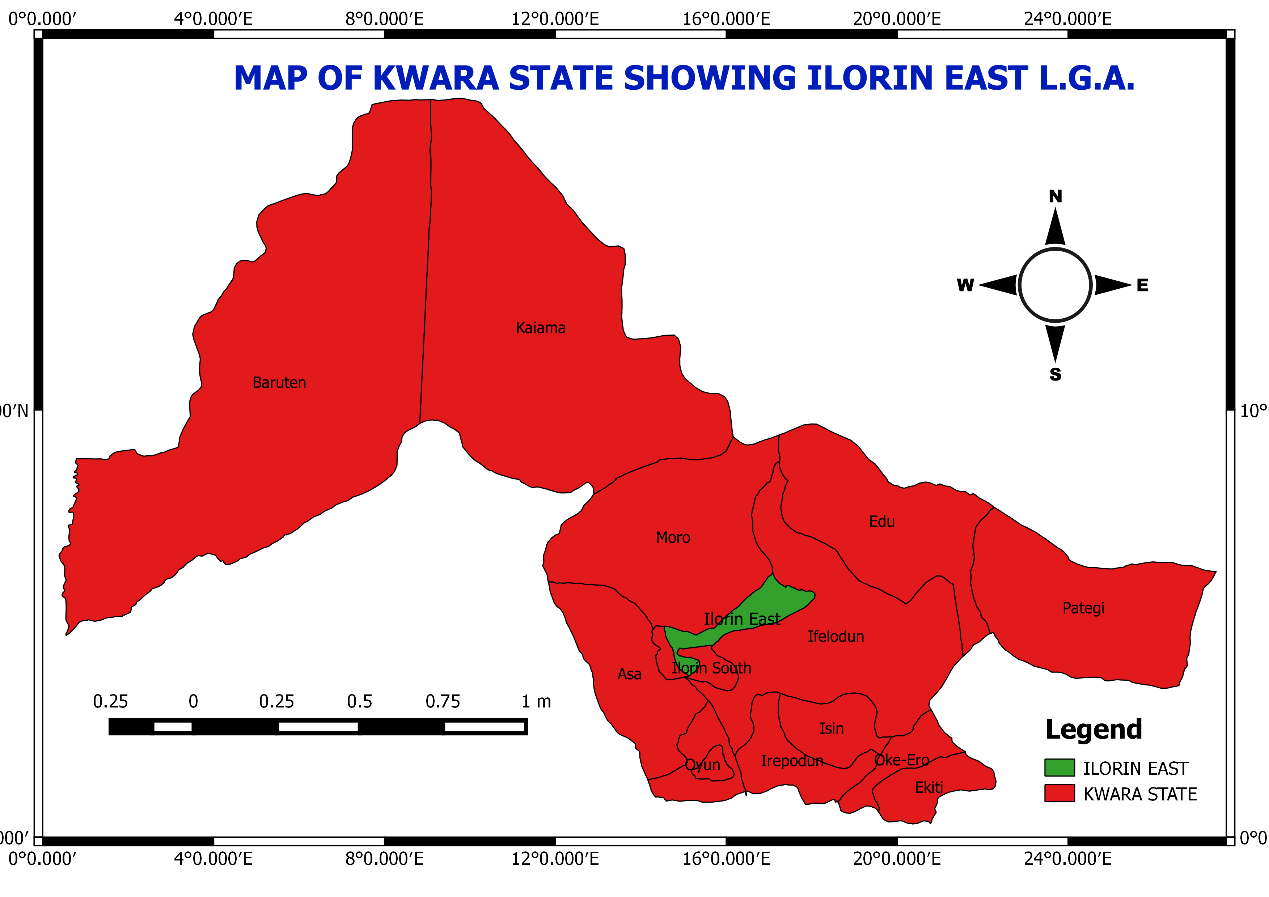 0°0.000′ 4°0.000′E 8°0.000′E 12°0.000′E 16°0.000′E 20°0.000′E 24°0.000′E
MAP OF KWARA STATE SHOWING ILORIN EAST L.G.A.
N
W E
S
Kaiama
Baruten
00′N 10°
Edu
Moro
Pategi
Ilorin East
Ifelodun
Ilorin South
Asa
0.25 0 0.25 0.5 0.75 1 m
Isin
Legend
Oyun Irepodun Oke-Ero
ILORIN EAST
Ekiti
KWARA STATE
000′ 0°0
0°0.000′ 4°0.000′E 8°0.000′E 12°0.000′E 16°0.000′E 20°0.000′E 24°0.000′E